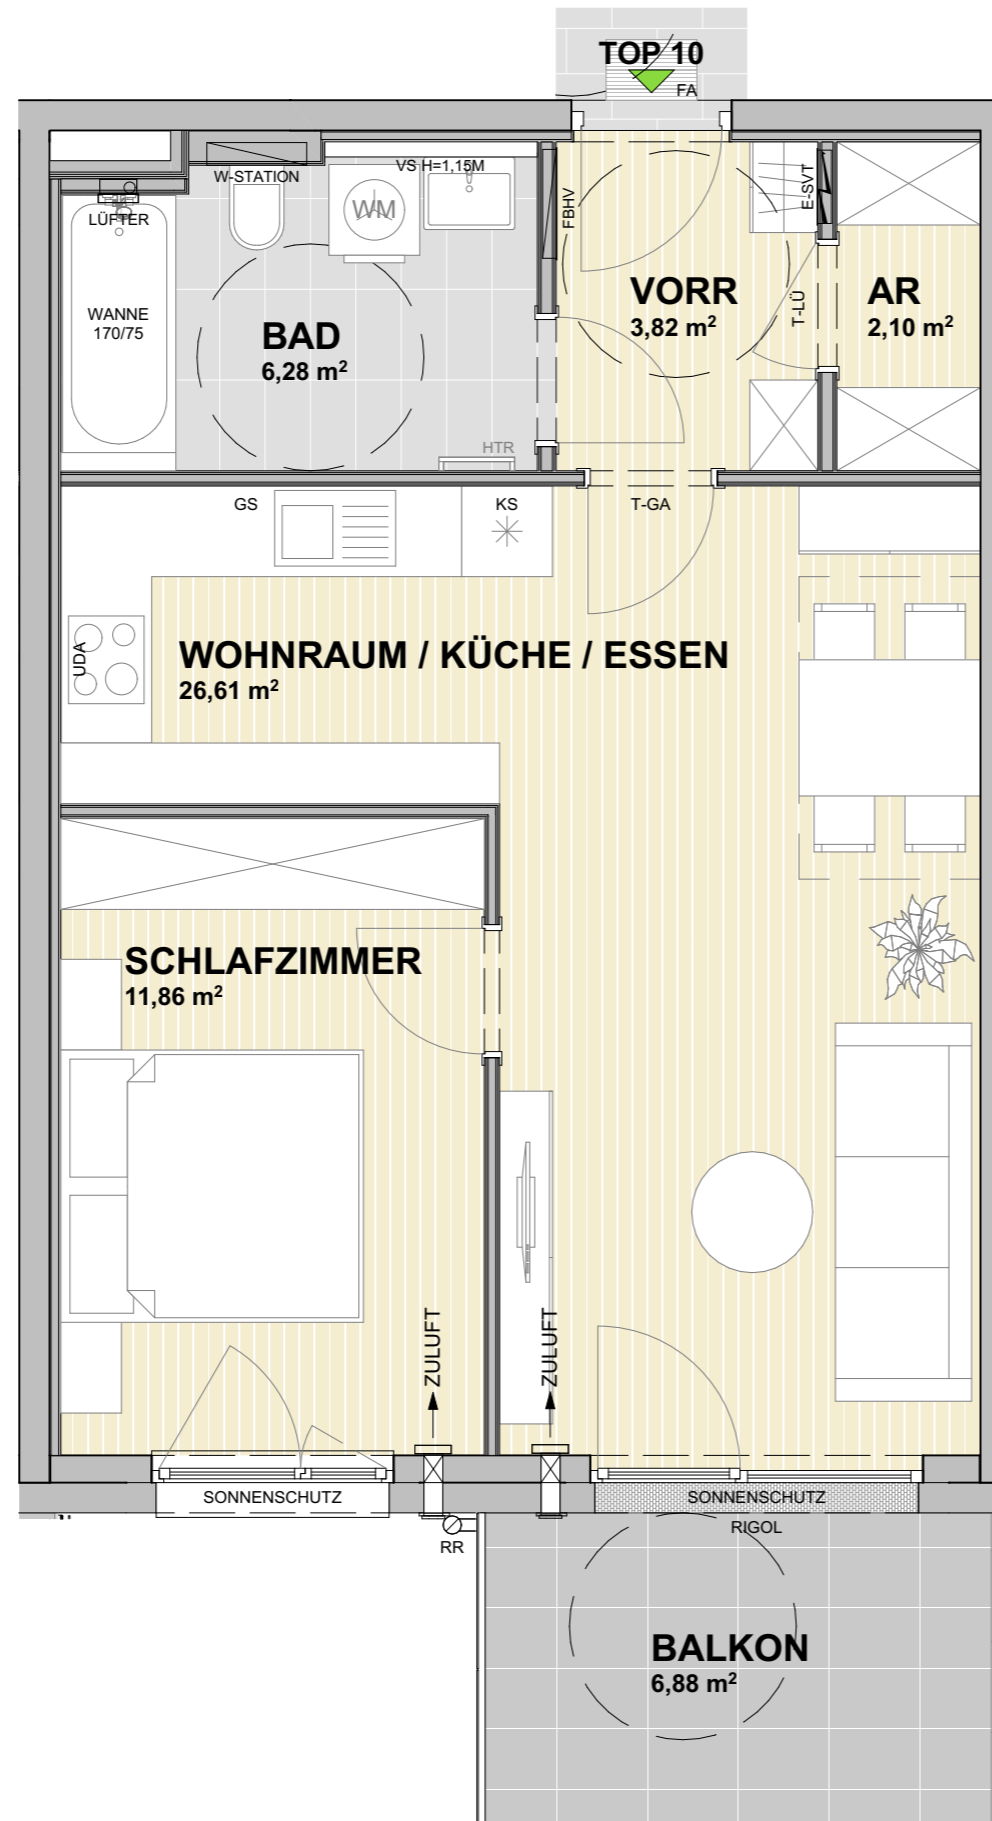 TOP 10
FA
W-STATION
VS H=1,15M
LÜFTER
WM
FBHV
E-SVT
WANNE
170/75
BAD
6,28 m²
VORR
3,82 m²
T-LÜ
AR
2,10 m²
HTR
GS
KS
T-GA
UDA
WOHNRAUM / KÜCHE / ESSEN
26,61 m²
SCHLAFZIMMER
11,86 m²
ZULUFT
ZULUFT
SONNENSCHUTZ
SONNENSCHUTZ
RIGOL
RR
BALKON
6,88 m²